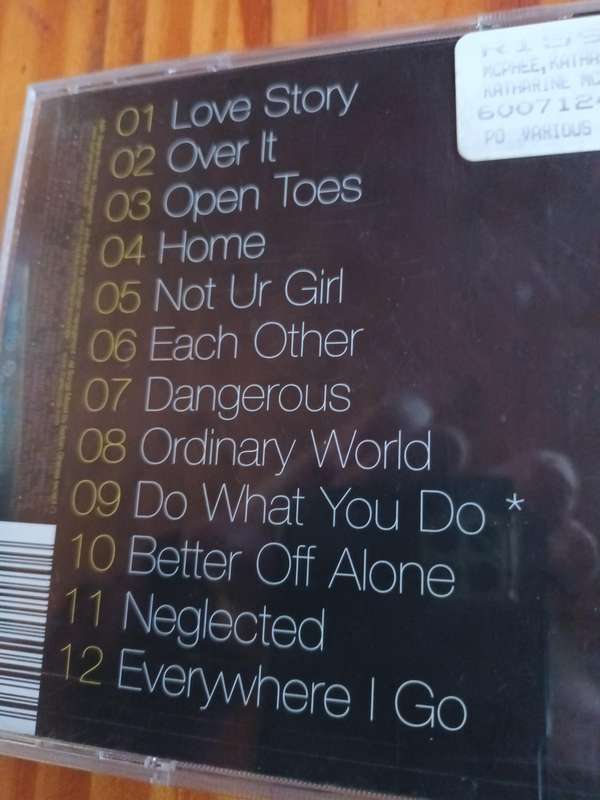 01 Love Story
02 Over It
03 Open Toes
04 Home
05 Not Ur Girl
06 Each Other
07 Dangerous
08 Ordinary World
09 Do What You Do *
10 Better Off Alone
11 Neglected
12 Everywhere I Go
MCPHEE, KATHA
KATHARINE MC
600712
PO VARIOUS